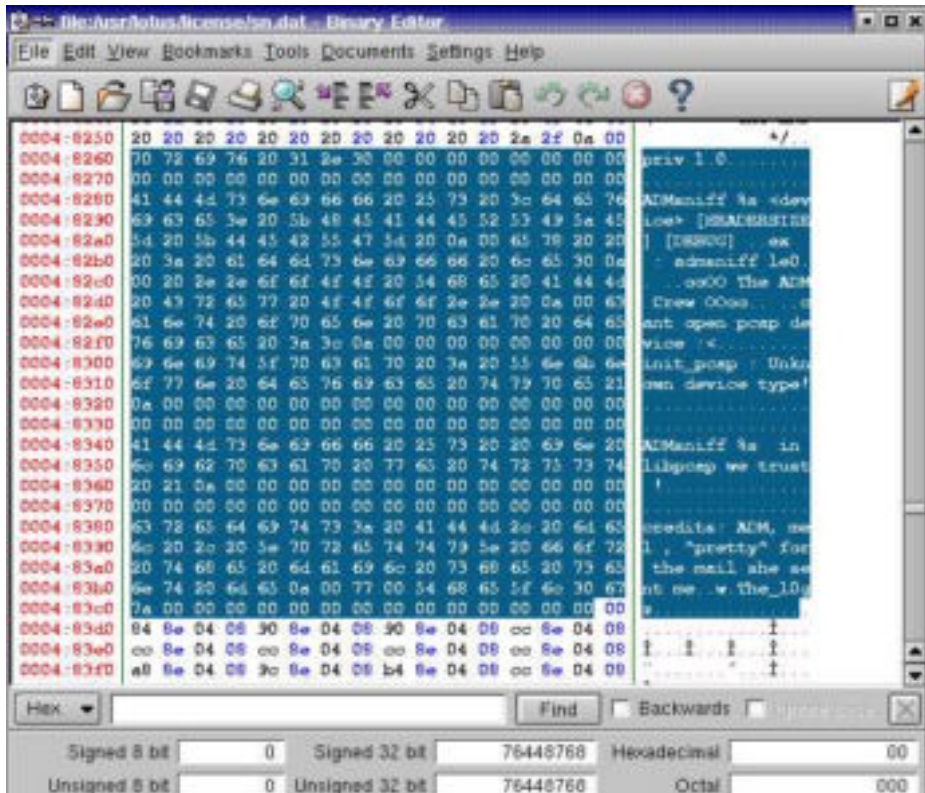 file:/usr/lotus/license/sn.dat - Binary Editor
File Edit View Bookmarks Tools Documents Settings Help
0004:8250 20 20 20 20 20 20 20 20 20 20 20 20 2a 2f 0a 00 */..
0004:8260 70 72 69 76 20 31 2e 30 00 00 00 00 00 00 00 00 priv 1.0........
0004:8270 00 00 00 00 00 00 00 00 00 00 00 00 00 00 00 00 ................
0004:8280 41 44 4d 73 6e 69 66 66 20 25 73 20 3c 64 65 76 ADMsniff %s <dev
0004:8290 69 63 65 3e 20 5b 48 45 41 44 45 52 53 49 5a 45 ice> [HEADERSIZE
0004:82a0 5d 20 5b 44 45 42 55 47 5d 20 0a 00 65 78 20 20 ] [DEBUG] ..ex
0004:82b0 20 3a 20 61 64 6d 73 6e 69 66 66 20 6c 65 30 0a : admsniff le0.
0004:82c0 00 20 2e 2e 6f 6f 4f 4f 20 54 68 65 20 41 44 4d . ..ooOO The ADM
0004:82d0 20 43 72 65 77 20 4f 4f 6f 6f 2e 2e 20 0a 00 63 Crew OOoo.. ..c
0004:82e0 61 6e 74 20 6f 70 65 6e 20 70 63 61 70 20 64 65 ant open pcap de
0004:82f0 76 69 63 65 20 3a 3c 0a 00 00 00 00 00 00 00 00 vice :<.........
0004:8300 69 6e 69 74 5f 70 63 61 70 20 3a 20 55 6e 6b 6e init_pcap : Unkn
0004:8310 6f 77 6e 20 64 65 76 69 63 65 20 74 79 70 65 21 own device type!
0004:8320 0a 00 00 00 00 00 00 00 00 00 00 00 00 00 00 00 ................
0004:8330 00 00 00 00 00 00 00 00 00 00 00 00 00 00 00 00 ................
0004:8340 41 44 4d 73 6e 69 66 66 20 25 73 20 20 69 6e 20 ADMsniff %s in
0004:8350 6c 69 62 70 63 61 70 20 77 65 20 74 72 75 73 74 libpcap we trust
0004:8360 20 21 0a 00 00 00 00 00 00 00 00 00 00 00 00 00 !.............
0004:8370 00 00 00 00 00 00 00 00 00 00 00 00 00 00 00 00 ................
0004:8380 63 72 65 64 69 74 73 3a 20 41 44 4d 2c 20 6d 65 credits: ADM, me
0004:8390 6c 20 2c 20 5e 70 72 65 74 74 79 5e 20 66 6f 72 l , ^pretty^ for
0004:83a0 20 74 68 65 20 6d 61 69 6c 20 73 68 65 20 73 65 the mail she se
0004:83b0 6e 74 20 6d 65 0a 00 77 00 54 68 65 5f 6c 30 67 nt me..w.The_l0g
0004:83c0 7a 00 00 00 00 00 00 00 00 00 00 00 00 00 00 00 z...............
0004:83d0 84 8e 04 08 90 8e 04 08 90 8e 04 08 cc 8e 04 08
0004:83e0 cc 8e 04 08 cc 8e 04 08 cc 8e 04 08 cc 8e 04 08
0004:83f0 a8 8e 04 08 9c 8e 04 08 b4 8e 04 08 cc 8e 04 08
Hex Find Backwards
Signed 8 bit 0 Signed 32 bit 76448768 Hexadecimal 00
Unsigned 8 bit 0 Unsigned 32 bit 76448768 Octal 000